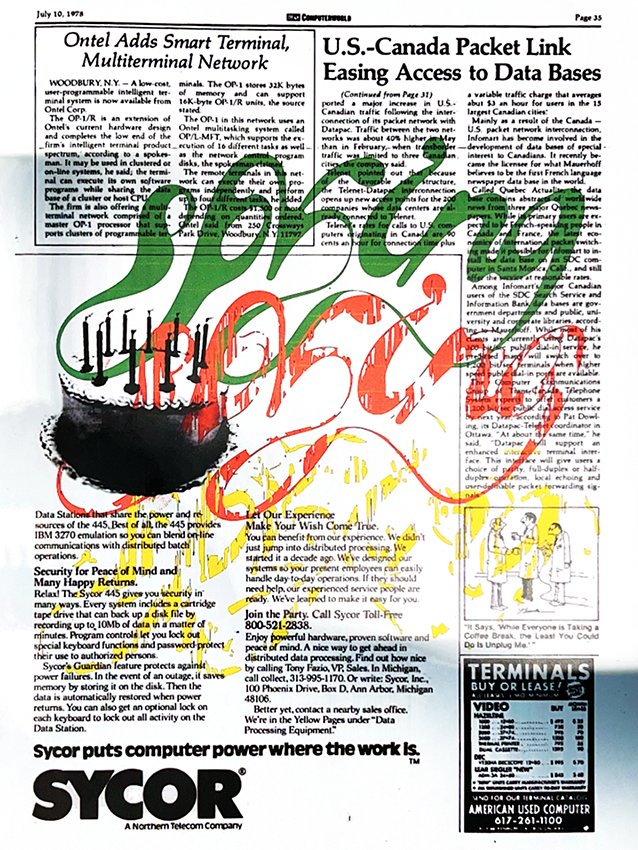 July 10, 1978
COMPUTERWORLD
Page 35
Ontel Adds Smart Terminal,
Multiterminal Network
WOODBURY, N.Y. — A low-cost,
user-programmable intelligent ter-
minal system is now available from
Ontel Corp.
The OP-1/R is an extension of
Ontel's current hardware design
and completes the low end of the
firm's intelligent terminal product
spectrum, according to a spokes-
man. It may be used in clustered or
on-line systems, he said; the termi-
nal can execute its own software
programs while sharing the data
base of a cluster or host CPU.
The firm is also offering a multi-
terminal network comprised of a
master OP-1 processor that sup-
ports clusters of programmable ter-
minals. The OP-1 stores 32K bytes
of memory and can support
16K-byte OP-1/R units, the source
stated.
The OP-1 in this network uses an
Ontel multitasking system called
OP/L-MFT, which supports the ex-
ecution of 16 different tasks as well
as the network and program
disks, the spokesman claimed.
The remote terminals in the net-
work can execute their own pro-
grams independently and perform
up to four different tasks, he added.
The OP-1/R costs $1,500 or less
depending on quantities ordered,
Ontel said from 250 Crossways
Park Drive, Woodbury, N.Y. 11797.
U.S.-Canada Packet Link
Easing Access to Data Bases
(Continued from Page 31)
ported a major increase in U.S.-
Canadian traffic following the inter-
connection of its packet network with
Datapac. Traffic between the two net-
works was about 60% higher in May
than in February, when traffic
was limited to three Canadian
cities, the company said.
Telenet pointed out that because
of favorable rate structure,
the Telenet-Datapac interconnection
opens up new access points for the 200
companies whose centers are al-
connected to Telenet.
Telenet's rates calls to U.S. com-
puters originating in Canada are
cents an hour for connection time plus
a variable traffic charge that averages
about $3 an hour for users in the 15
largest Canadian cities.
Mainly as a result of the Canada —
U.S. packet network interconnection,
Infomart has become involved in the
development of data bases of special
interest to Canadians. It recently be-
came the licensee for what Mauerhoff
believes to be the first French language
newspaper data base in the world.
Called Quebec Actualité, the data
base contains abstracts of
news from three major Quebec news-
papers. While its primary users are ex-
pected French-speaking people in
Canada and France, the latest eco-
nomics of international packet switch-
made it possible for Infomart to in-
stall the data base on an SDC com-
puter in Santa Monica, Calif., and still
offer the service at reasonable rates.
Among Infomart's major Canadian
users of the SDC Search Service and
Information Bank data bases are gov-
ernment departments and public, uni-
versity and corporate libraries, accord-
ing to Mauerhoff. While most of his
clients are currently using Datapac's
300 bit/sec public dial-in service, he
predicted many will switch over to
1,200 bit/sec terminals when higher
speed public dial-in ports are available.
The Computer Communications
Group of Trans-Canada Telephone
System expects to offer customers a
1,200 public dial access service
by next year, according to Pat Dowl-
ing, its Datapac-Telenet coordinator in
Ottawa. "At about the same time," he
said, "Datapac will support an
enhanced interactive terminal inter-
face. This interface will give users a
choice of parity, full-duplex or half-
duplex operation, local echoing and
user-definable packet forwarding sig-
nals."
Data Stations that share the power and re-
sources of the 445. Best of all, the 445 provides
IBM 3270 emulation so you can blend on-line
communications with distributed batch
operations.
Security for Peace of Mind and
Many Happy Returns.
Relax! The Sycor 445 gives you security in
many ways. Every system includes a cartridge
tape drive that can back up a disk file by
recording up to 10Mb of data in a matter of
minutes. Program controls let you lock out
special keyboard functions and password-protect
their use to authorized persons.
Sycor's Guardian feature protects against
power failures. In the event of an outage, it saves
memory by storing it on the disk. Then the
data is automatically restored when power
returns. You can also get an optional lock on
each keyboard to lock out all activity on the
Data Station.
Let Our Experience
Make Your Wish Come True.
You can benefit from our experience. We didn't
just jump into distributed processing. We
started it a decade ago. We've designed our
systems so your present employees can easily
handle day-to-day operations. If they should
need help, our experienced service people are
ready. We've learned to make it easy for you.
Join the Party. Call Sycor Toll-Free
800-521-2838.
Enjoy powerful hardware, proven software and
peace of mind. A nice way to get ahead in
distributed data processing. Find out how nice
by calling Tony Fazio, VP, Sales. In Michigan,
call collect, 313-995-1170. Or write: Sycor, Inc.,
100 Phoenix Drive, Box D, Ann Arbor, Michigan
48106.
Better yet, contact a nearby sales office.
We're in the Yellow Pages under "Data
Processing Equipment."
Sycor puts computer power where the work is.™
SYCOR®
A Northern Telecom Company
"It Says, 'While Everyone is Taking a
Coffee Break, the Least You Could
Do Is Unplug Me.'"
TERMINALS
BUY OR LEASE!
VIDEO
BUY
HAZELTINE
DEC
LEAR SIEGLER "NEW"
SEND FOR OUR TERMINAL CATALOG
AMERICAN USED COMPUTER
617-261-1100